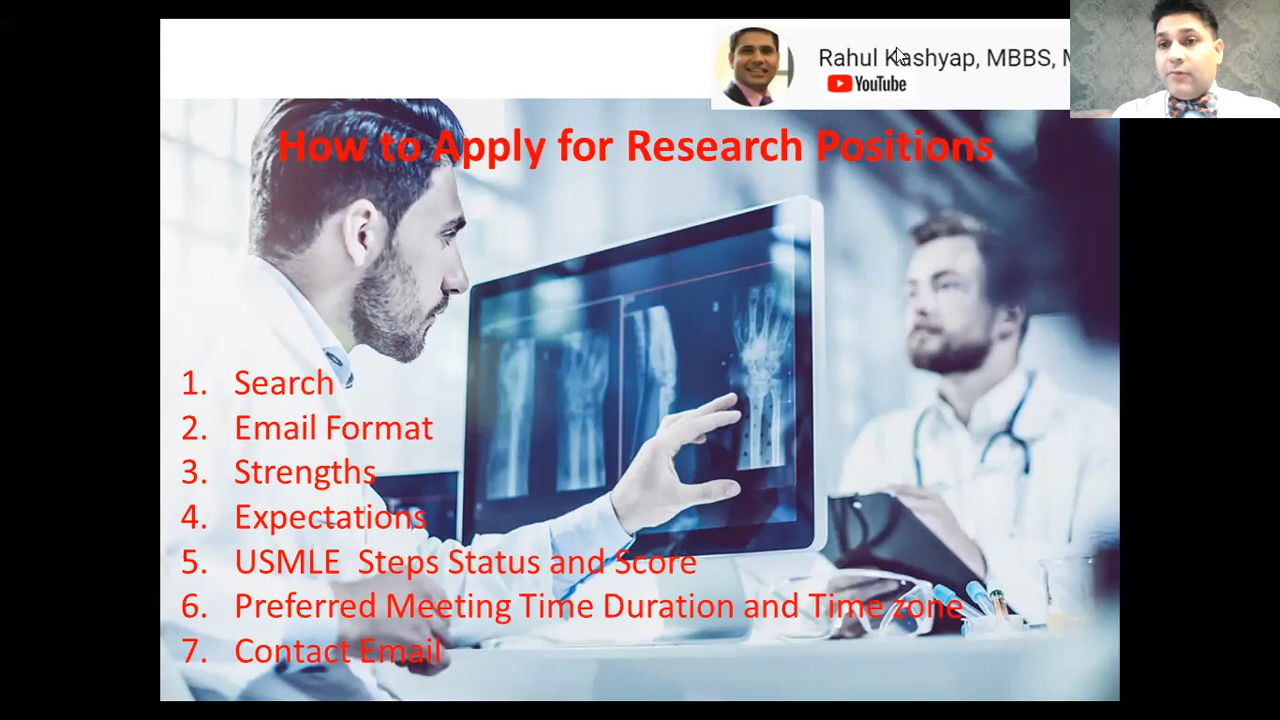 Rahul Kashyap, MBBS,
YouTube
How to Apply for Research Positions
1. Search
2. Email Format
3. Strengths
4. Expectations
5. USMLE Steps Status and Score
6. Preferred Meeting Time Duration and Time zone
7. Contact Email